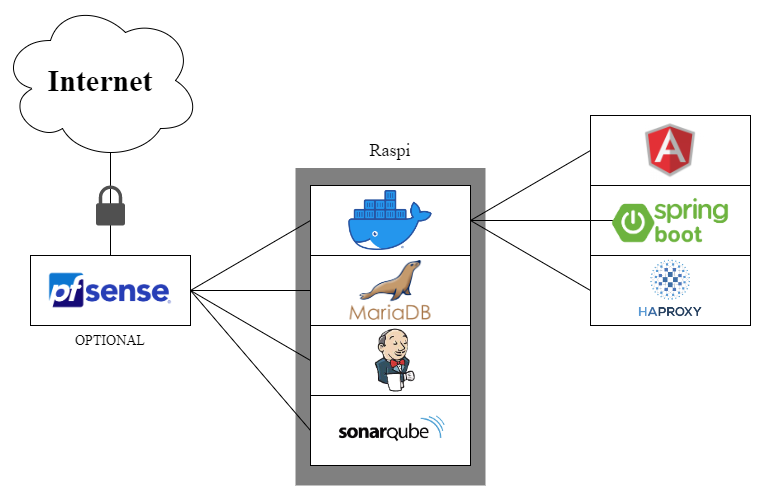 Internet
Raspi
spring
boot
pfsense
OPTIONAL
MariaDB
HAPROXY
sonarqube